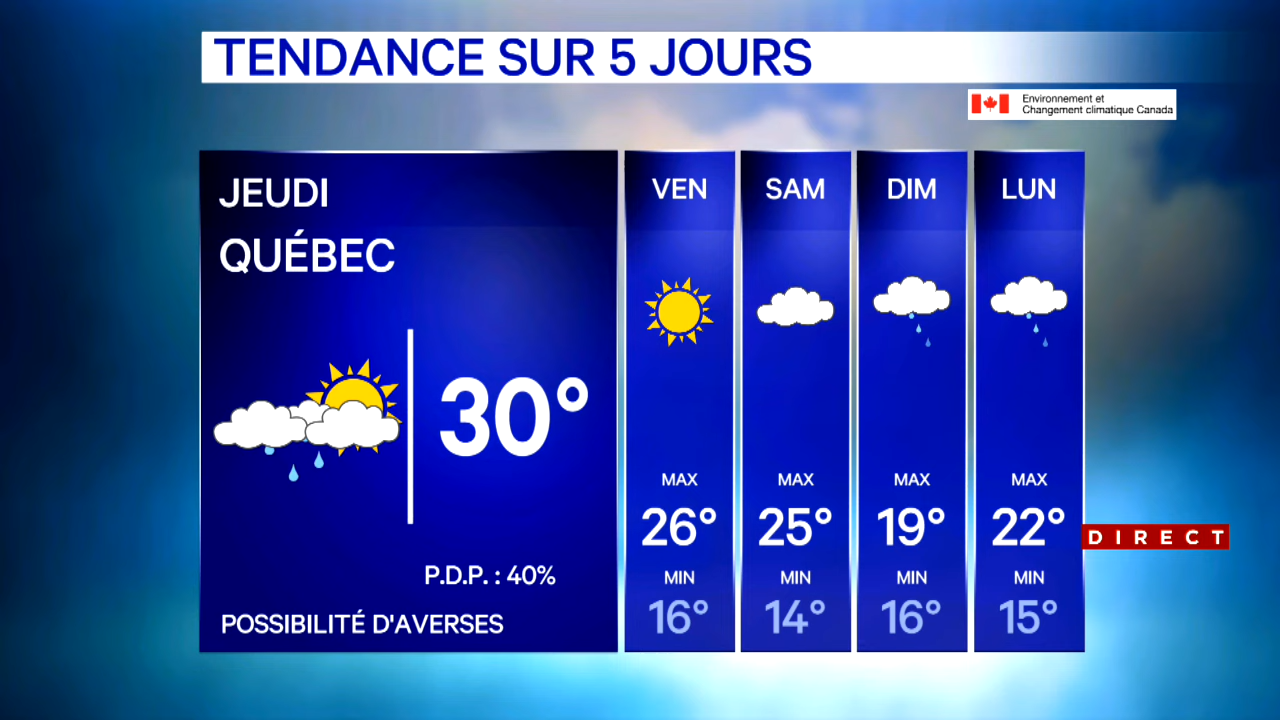 TENDANCE SUR 5 JOURS
Environnement et
Changement climatique Canada
JEUDI
QUÉBEC
30°
P.D.P. : 40%
POSSIBILITÉ D'AVERSES
VEN SAM DIM LUN
MAX MAX MAX MAX
26° 25° 19° 22°
DIRECT
MIN MIN MIN MIN
16° 14° 16° 15°